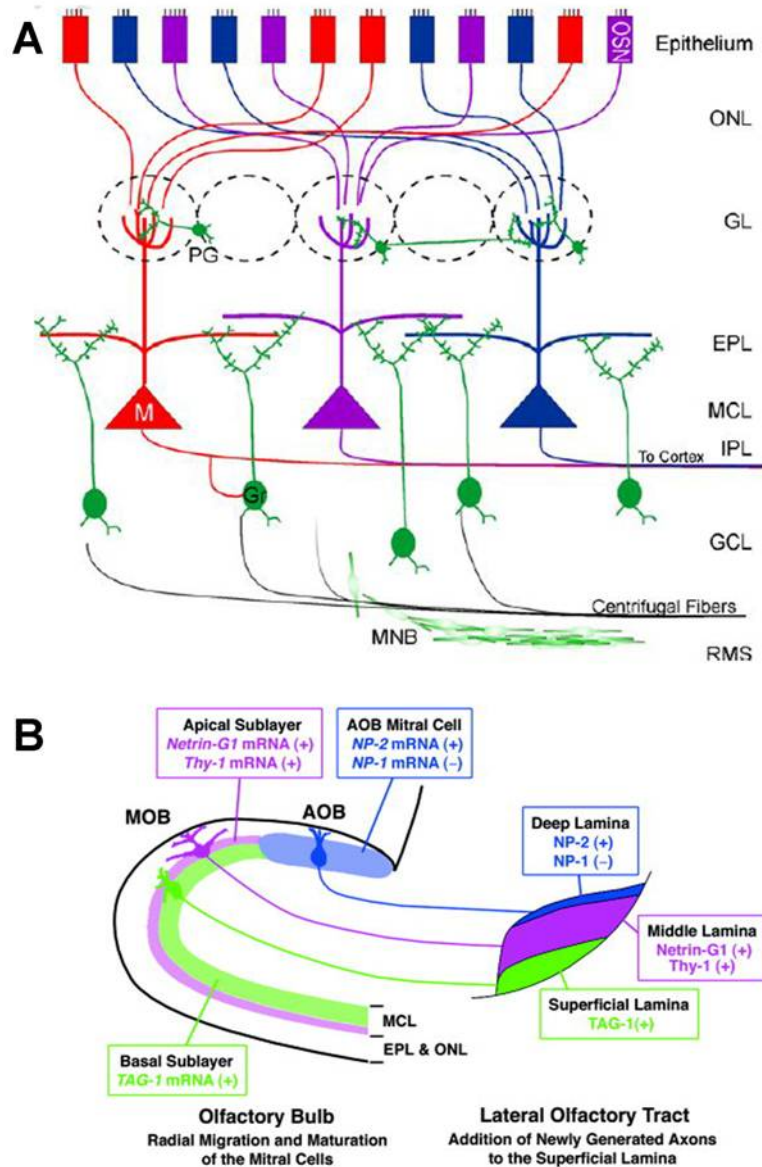 A
OSN
Epithelium
ONL
GL
PG
EPL
M
MCL
IPL
To Cortex
Gr
GCL
Centrifugal Fibers
MNB
RMS
B
Apical Sublayer
Netrin-G1 mRNA (+)
Thy-1 mRNA (+)
AOB Mitral Cell
NP-2 mRNA (+)
NP-1 mRNA (–)
MOB
AOB
Deep Lamina
NP-2 (+)
NP-1 (–)
Middle Lamina
Netrin-G1 (+)
Thy-1 (+)
Superficial Lamina
TAG-1(+)
MCL
EPL & ONL
Basal Sublayer
TAG-1 mRNA (+)
Olfactory Bulb
Radial Migration and Maturation
of the Mitral Cells
Lateral Olfactory Tract
Addition of Newly Generated Axons
to the Superficial Lamina